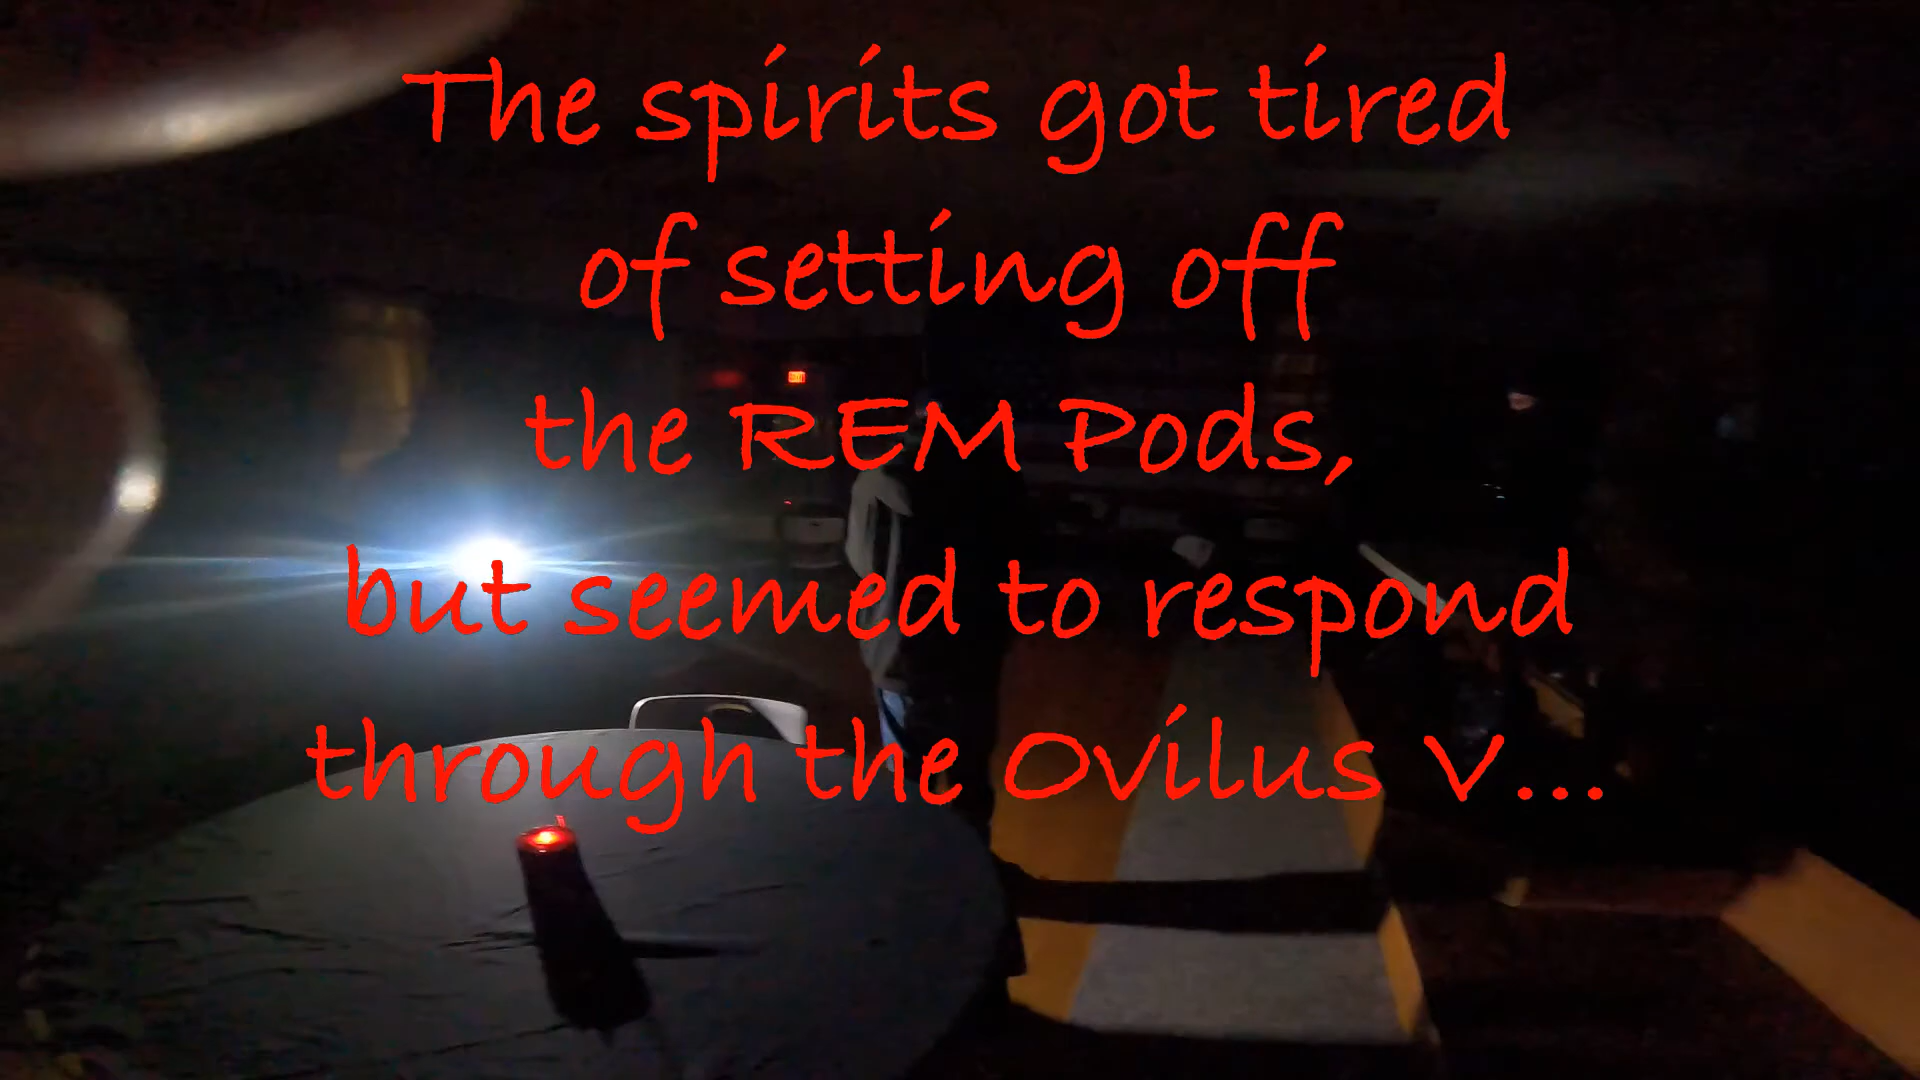 The spirits got tired
of setting off
the REM Pods,
but seemed to respond
through the Ovilus V...